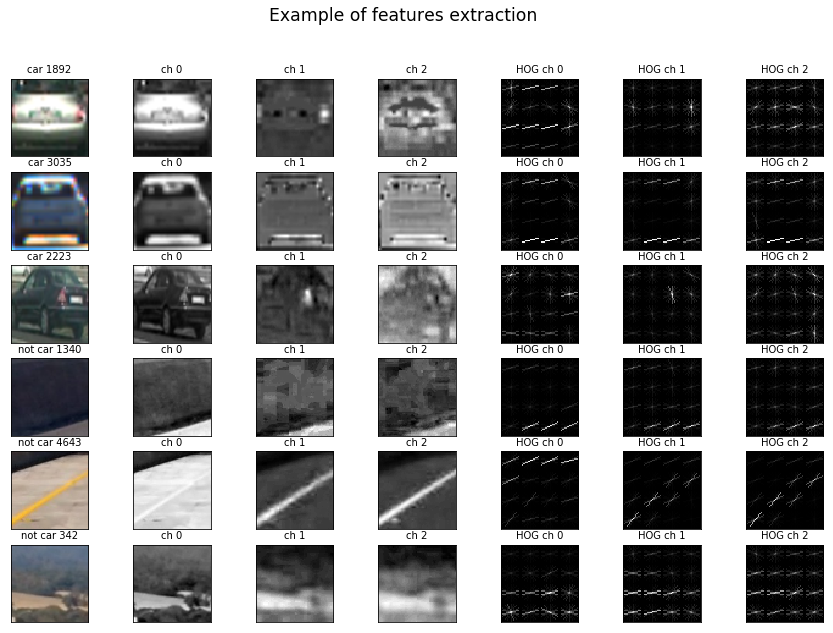 Example of features extraction
car 1892 ch 0 ch 1 ch 2 HOG ch 0 HOG ch 1 HOG ch 2
car 3035 ch 0 ch 1 ch 2 HOG ch 0 HOG ch 1 HOG ch 2
car 2223 ch 0 ch 1 ch 2 HOG ch 0 HOG ch 1 HOG ch 2
not car 1340 ch 0 ch 1 ch 2 HOG ch 0 HOG ch 1 HOG ch 2
not car 4643 ch 0 ch 1 ch 2 HOG ch 0 HOG ch 1 HOG ch 2
not car 342 ch 0 ch 1 ch 2 HOG ch 0 HOG ch 1 HOG ch 2